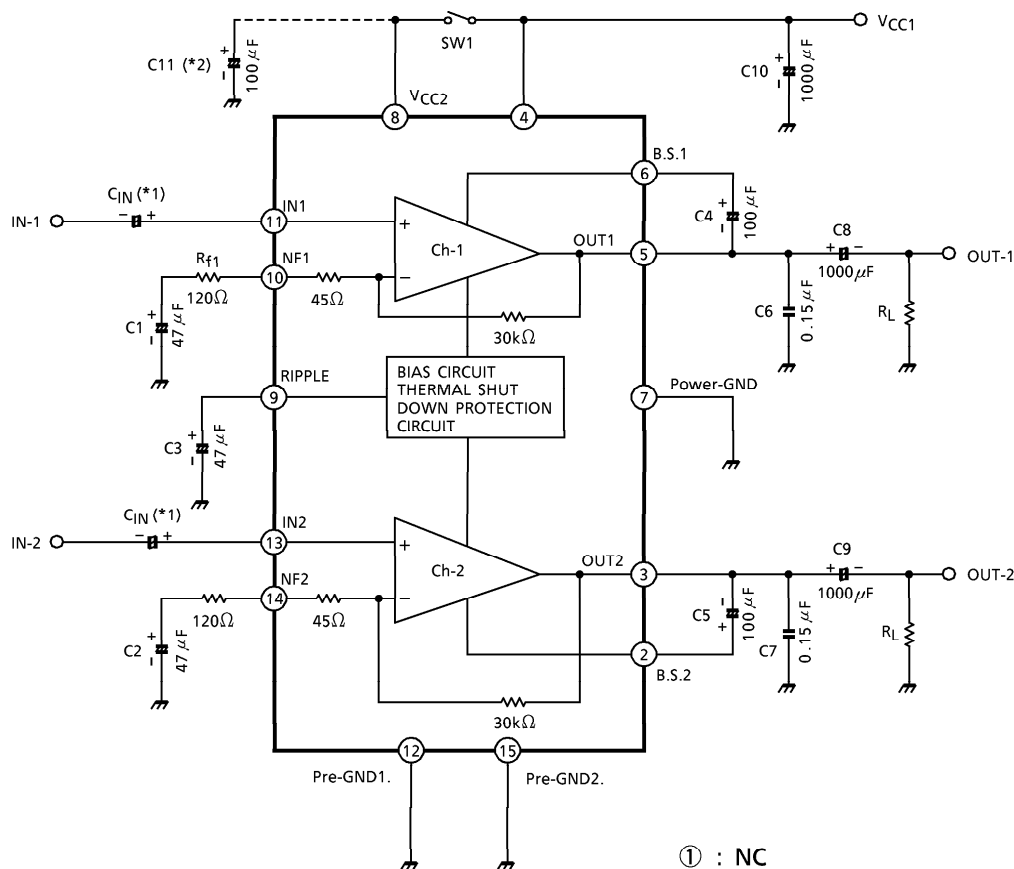 VCC1
SW1
C11 (*2)
+
-
100 μF
C10
+
-
1000 μF
VCC2
8
4
B.S.1
6
CIN (*1)
- +
IN-1
IN1
11
+
Ch-1
OUT1
5
C4
+
-
100 μF
C8
+ -
1000μF
OUT-1
Rf1
120Ω
NF1
10
45Ω
-
30kΩ
C1
+
-
47 μF
C6
0.15 μF
RL
RIPPLE
9
BIAS CIRCUIT
THERMAL SHUT
DOWN PROTECTION
CIRCUIT
Power-GND
7
C3
+
-
47 μF
CIN (*1)
- +
IN-2
IN2
13
+
Ch-2
OUT2
3
C9
+ -
1000μF
OUT-2
NF2
14
120Ω
45Ω
-
C2
+
-
47 μF
C5
-
+
100 μF
C7
0.15 μF
RL
2
B.S.2
30kΩ
12
15
Pre-GND1.
Pre-GND2.
① : NC